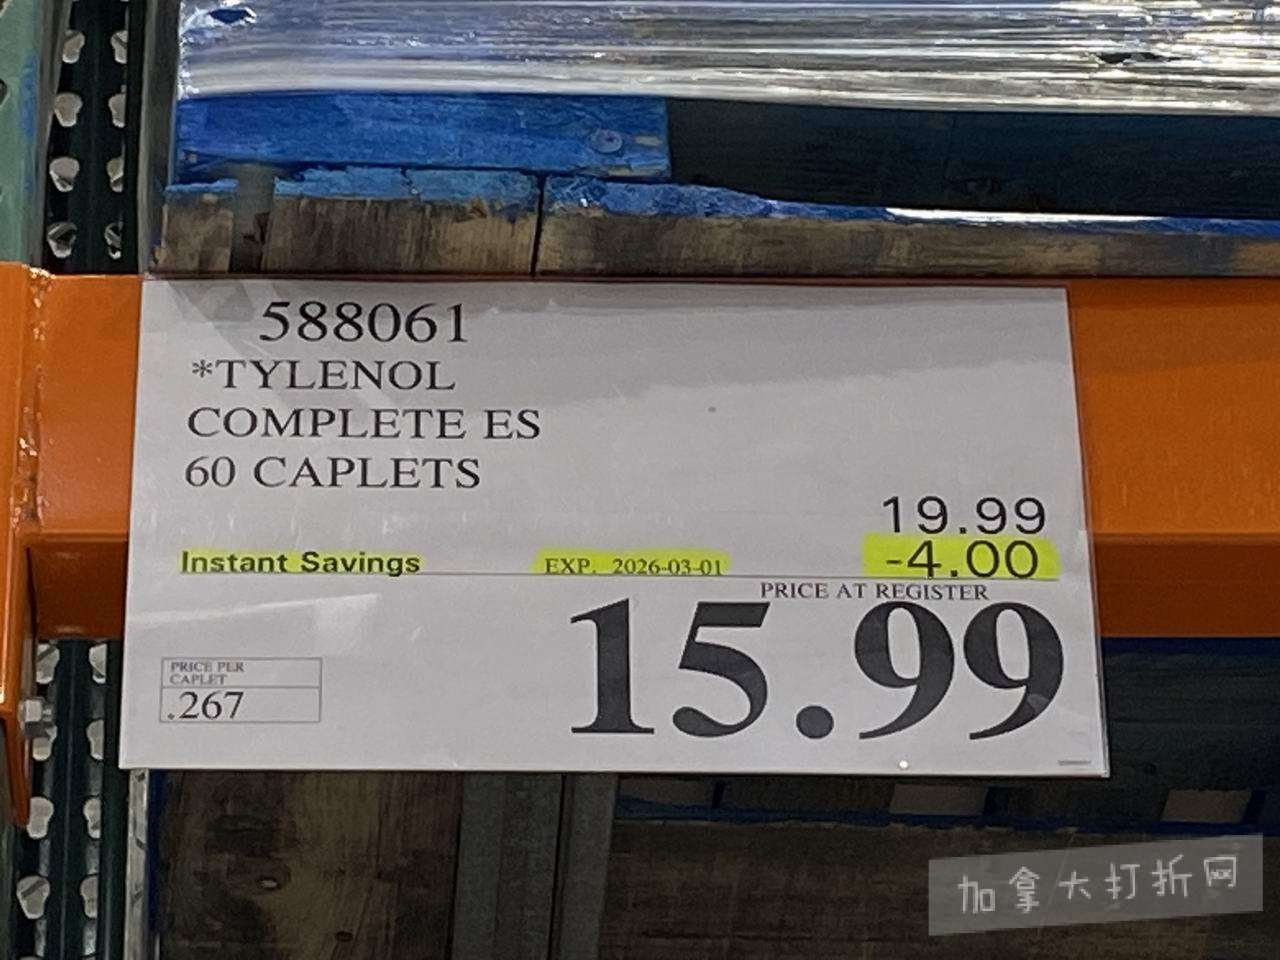 588061
*TYLENOL
COMPLETE ES
60 CAPLETS
19.99
Instant Savings EXP. 2026-03-01 -4.00
PRICE AT REGISTER
15.99
PRICE PER
CAPLET
.267
加拿大打折网